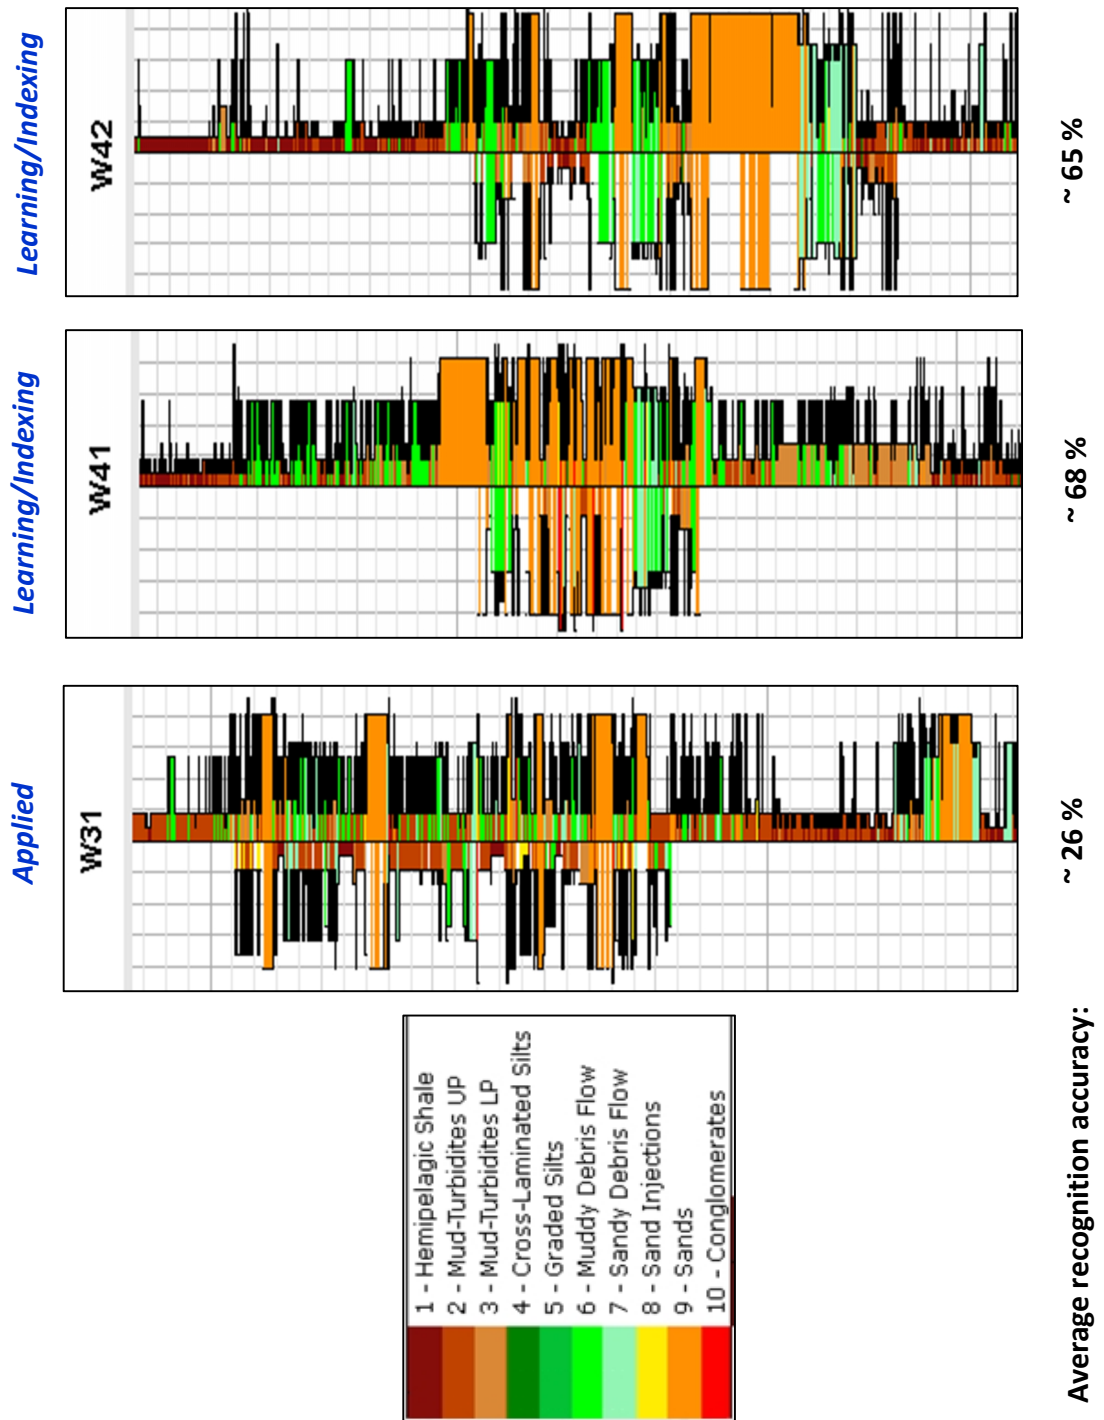 Applied
Learning/Indexing
Learning/Indexing
W31
W41
W42
1 - Hemipelagic Shale
2 - Mud-Turbidites UP
3 - Mud-Turbidites LP
4 - Cross-Laminated Silts
5 - Graded Silts
6 - Muddy Debris Flow
7 - Sandy Debris Flow
8 - Sand Injections
9 - Sands
10 - Conglomerates
Average recognition accuracy:
~ 26 %
~ 68 %
~ 65 %